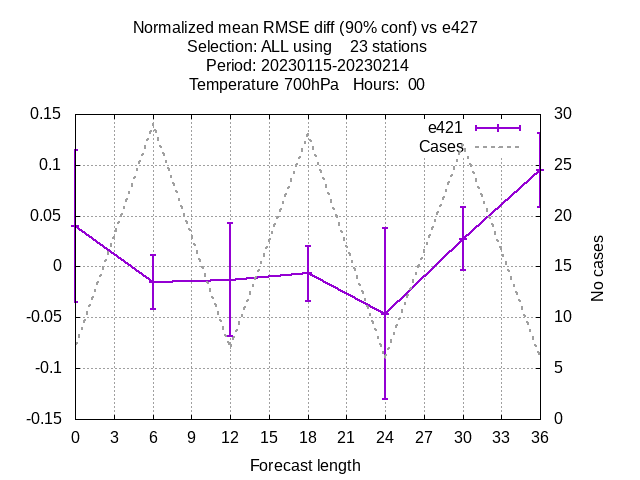 Normalized mean RMSE diff (90% conf) vs e427
Selection: ALL using    23 stations
Period: 20230115-20230214
Temperature 700hPa   Hours:  00
0.15
0.1
0.05
0
-0.05
-0.1
-0.15
e421
Cases
30
25
20
15
10
5
0
No cases
0 3 6 9 12 15 18 21 24 27 30 33 36
Forecast length